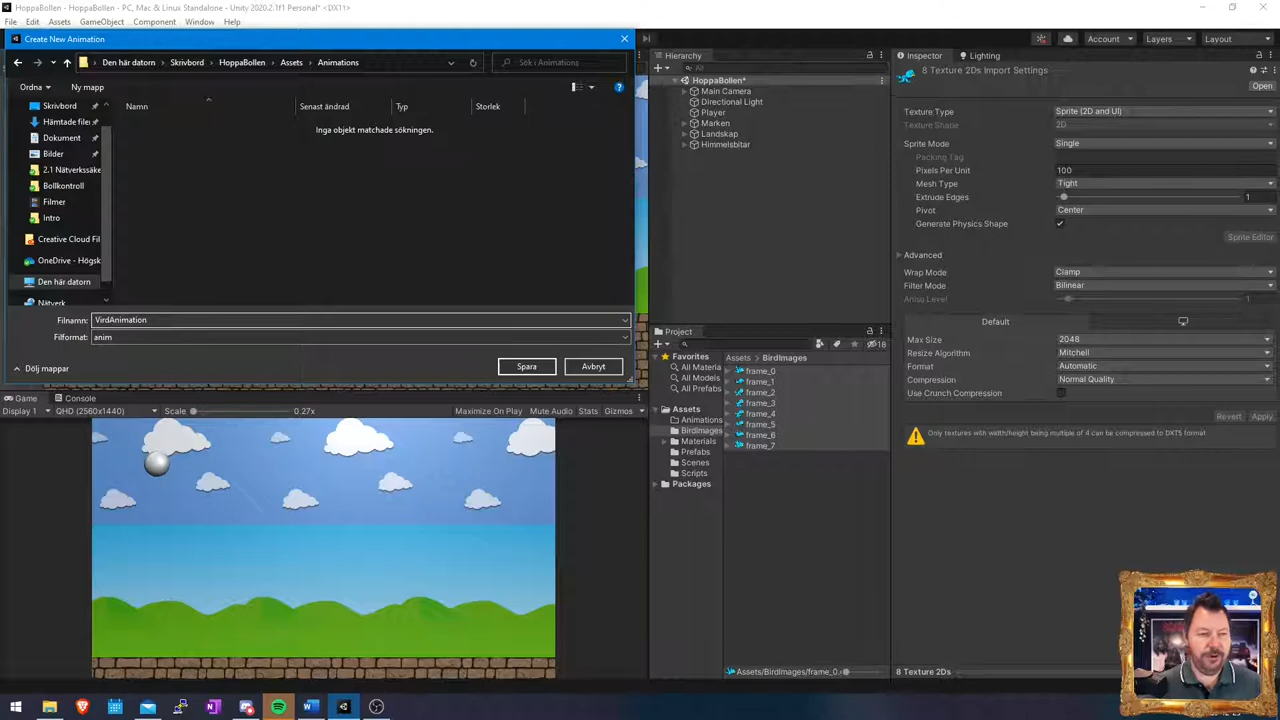 HoppaBollen - HoppaBollen - PC, Mac & Linux Standalone - Unity 2020.2.1f1 Personal* <DX11>
File Edit Assets GameObject Component Window Help
Account Layers Layout
Create New Animation
Den här datorn Skrivbord HoppaBollen Assets Animations Sök i Animations
Ordna Ny mapp
Namn Senast ändrad Typ Storlek
Inga objekt matchade sökningen.
Skrivbord
Hämtade filer
Dokument
Bilder
2.1 Nätverkssäke
Bollkontroll
Filmer
Intro
Creative Cloud Fil
OneDrive - Högsk
Den här datorn
Nätverk
Filnamn: VirdAnimation
Filformat: anim
Dölj mappar
Spara Avbryt
Game Console
Display 1 QHD (2560x1440) Scale 0.27x Maximize On Play Mute Audio Stats Gizmos
Hierarchy
All
HoppaBollen*
Main Camera
Directional Light
Player
Marken
Landskap
Himmelsbitar
Project
18
Favorites
All Materia
All Models
All Prefabs
Assets
Animations
BirdImages
Materials
Prefabs
Scenes
Scripts
Packages
Assets > BirdImages
frame_0
frame_1
frame_2
frame_3
frame_4
frame_5
frame_6
frame_7
Assets/BirdImages/frame_0.
Inspector Lighting
8 Texture 2Ds Import Settings
Open
Texture Type Sprite (2D and UI)
Texture Shape 2D
Sprite Mode Single
Packing Tag
Pixels Per Unit 100
Mesh Type Tight
Extrude Edges 1
Pivot Center
Generate Physics Shape
Sprite Editor
Advanced
Wrap Mode Clamp
Filter Mode Bilinear
Aniso Level 1
Default
Max Size 2048
Resize Algorithm Mitchell
Format Automatic
Compression Normal Quality
Use Crunch Compression
Revert Apply
Only textures with width/height being multiple of 4 can be compressed to DXT5 format
8 Texture 2Ds